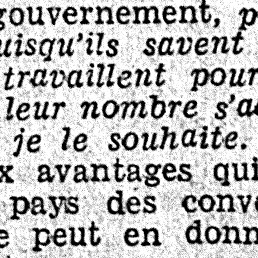 gouvernement, p
uisqu'ils savent
travaillent pour
leur nombre s'a
je le souhaite.
x avantages qui
pays des conv
e peut en donn